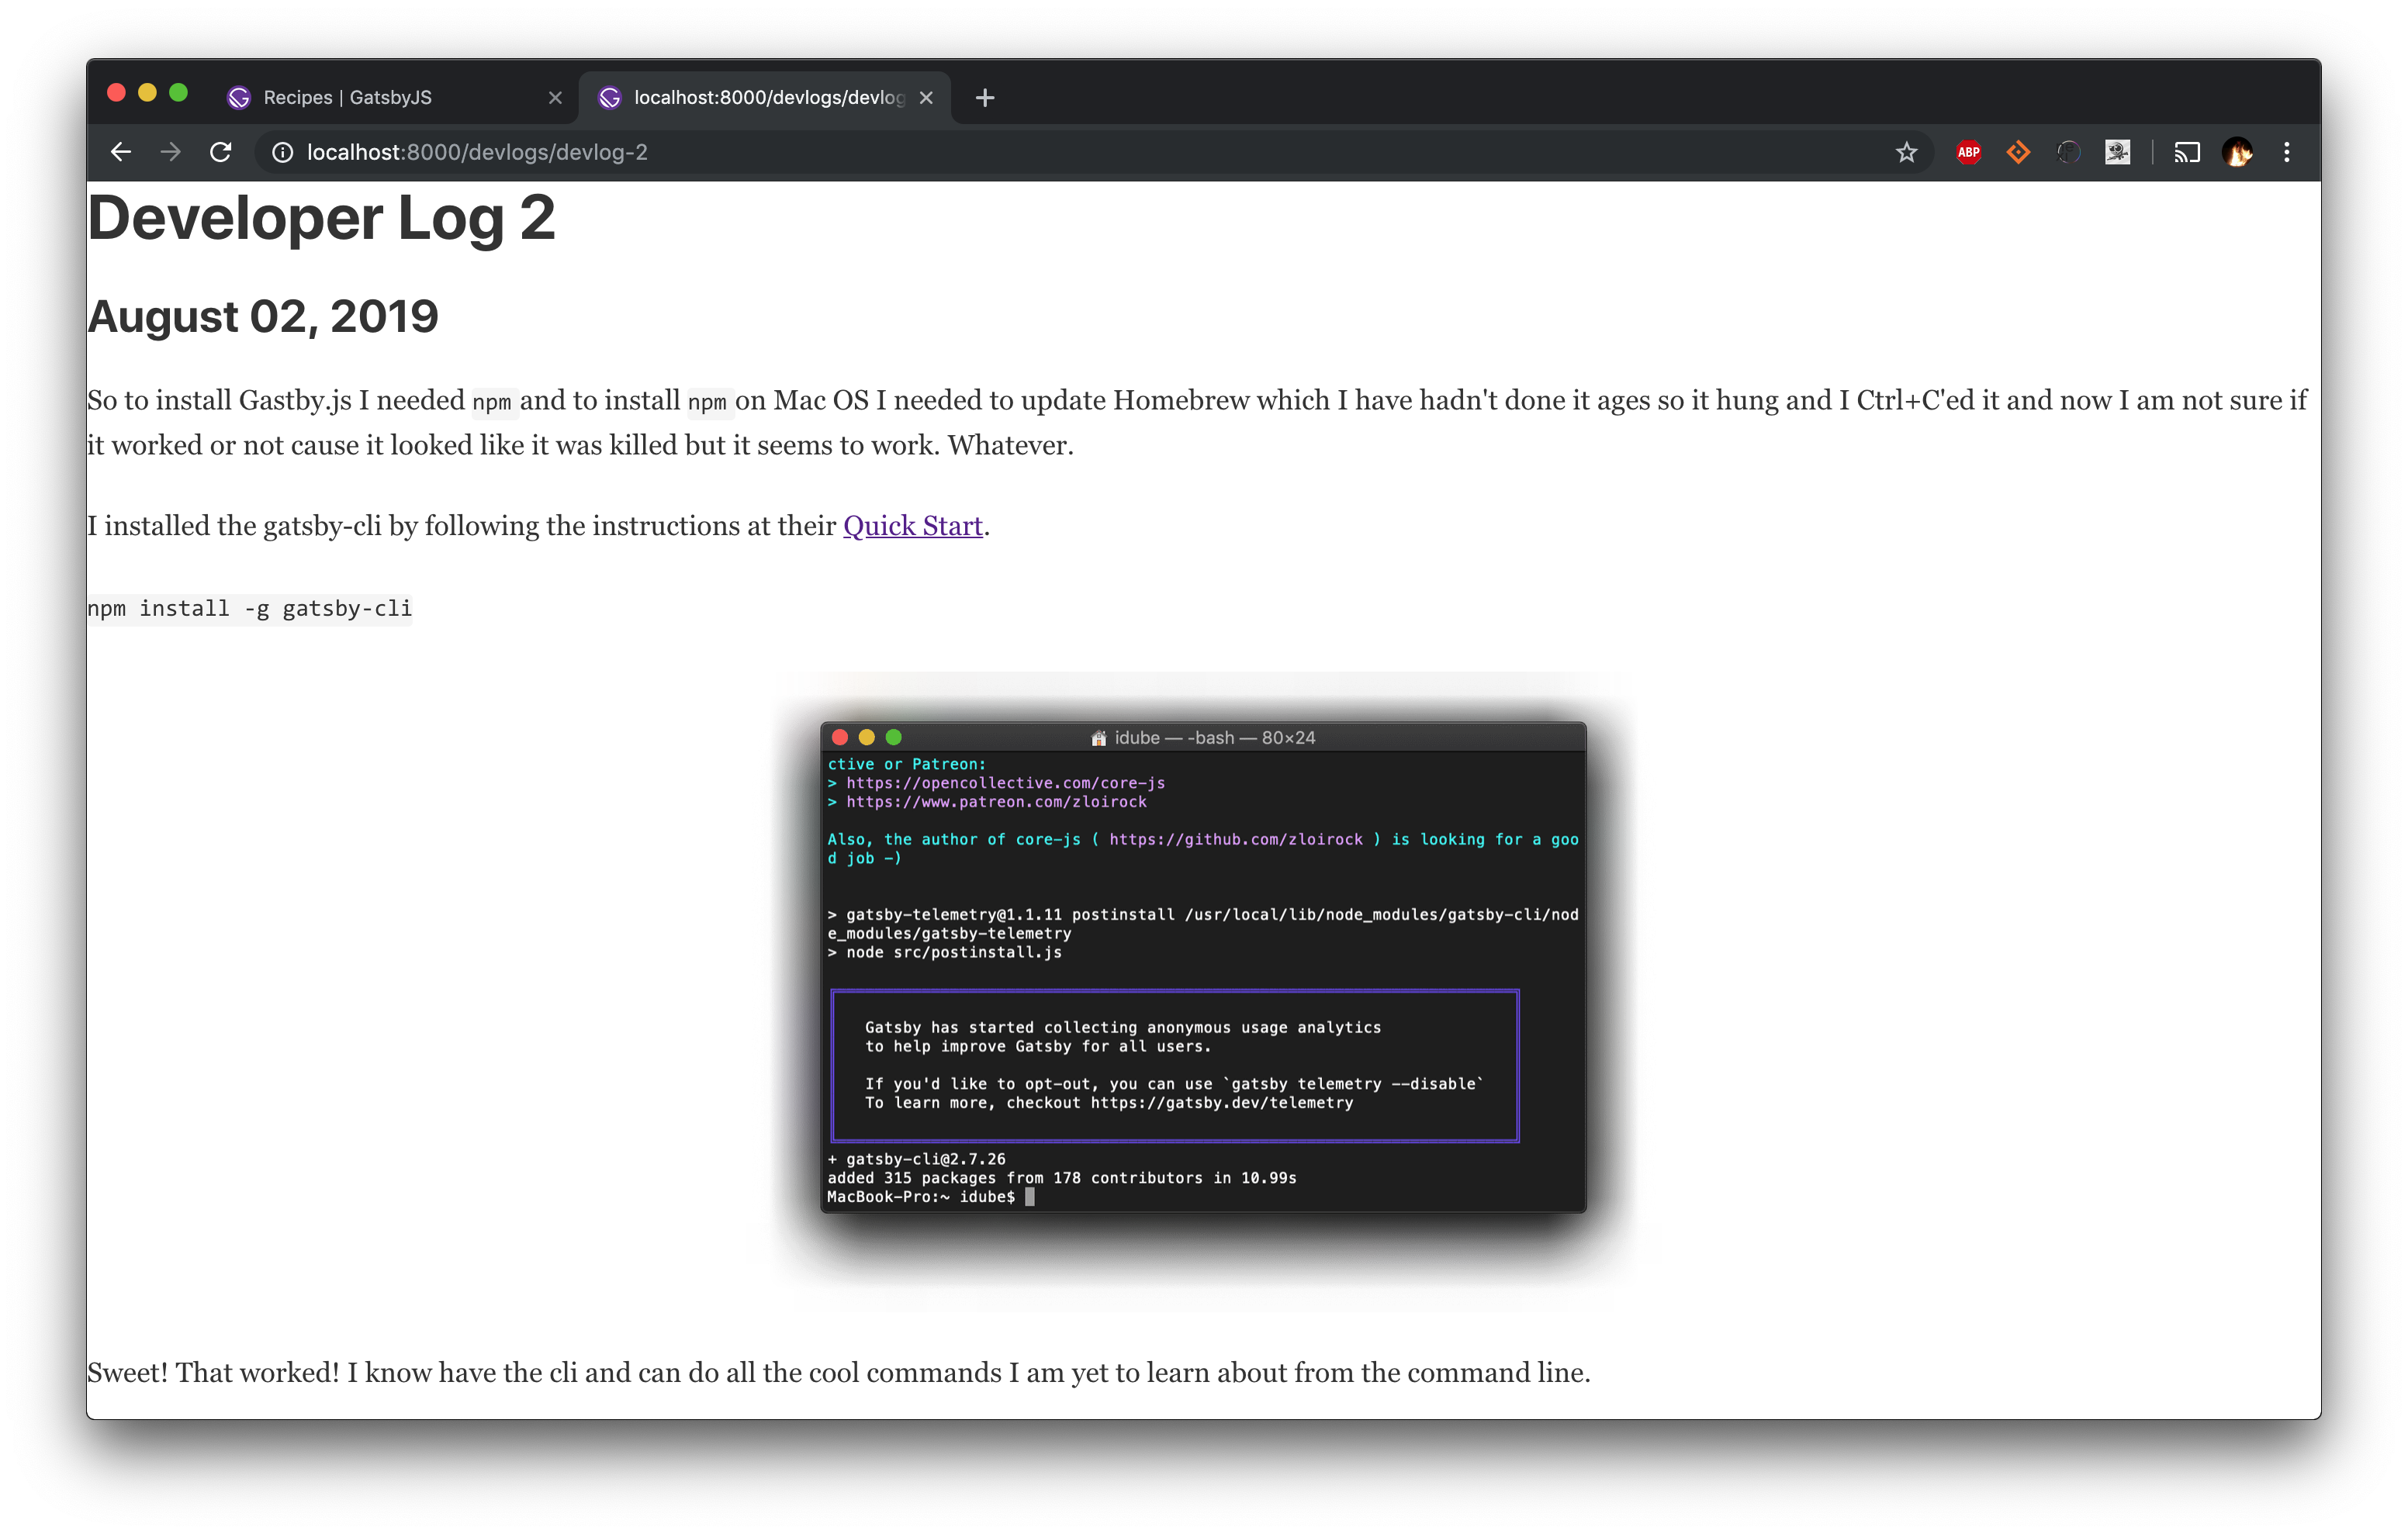 Recipes | GatsbyJS
localhost:8000/devlogs/devlog
localhost:8000/devlogs/devlog-2
ABP
Developer Log 2
August 02, 2019
So to install Gastby.js I needed npm and to install npm on Mac OS I needed to update Homebrew which I have hadn't done it ages so it hung and I Ctrl+C'ed it and now I am not sure if
it worked or not cause it looked like it was killed but it seems to work. Whatever.
I installed the gatsby-cli by following the instructions at their Quick Start.
npm install -g gatsby-cli
idube — -bash — 80×24
ctive or Patreon:
> https://opencollective.com/core-js
> https://www.patreon.com/zloirock
Also, the author of core-js ( https://github.com/zloirock ) is looking for a goo
d job -)
> gatsby-telemetry@1.1.11 postinstall /usr/local/lib/node_modules/gatsby-cli/nod
e_modules/gatsby-telemetry
> node src/postinstall.js
Gatsby has started collecting anonymous usage analytics
to help improve Gatsby for all users.
If you'd like to opt-out, you can use `gatsby telemetry --disable`
To learn more, checkout https://gatsby.dev/telemetry
+ gatsby-cli@2.7.26
added 315 packages from 178 contributors in 10.99s
MacBook-Pro:~ idube$
Sweet! That worked! I know have the cli and can do all the cool commands I am yet to learn about from the command line.